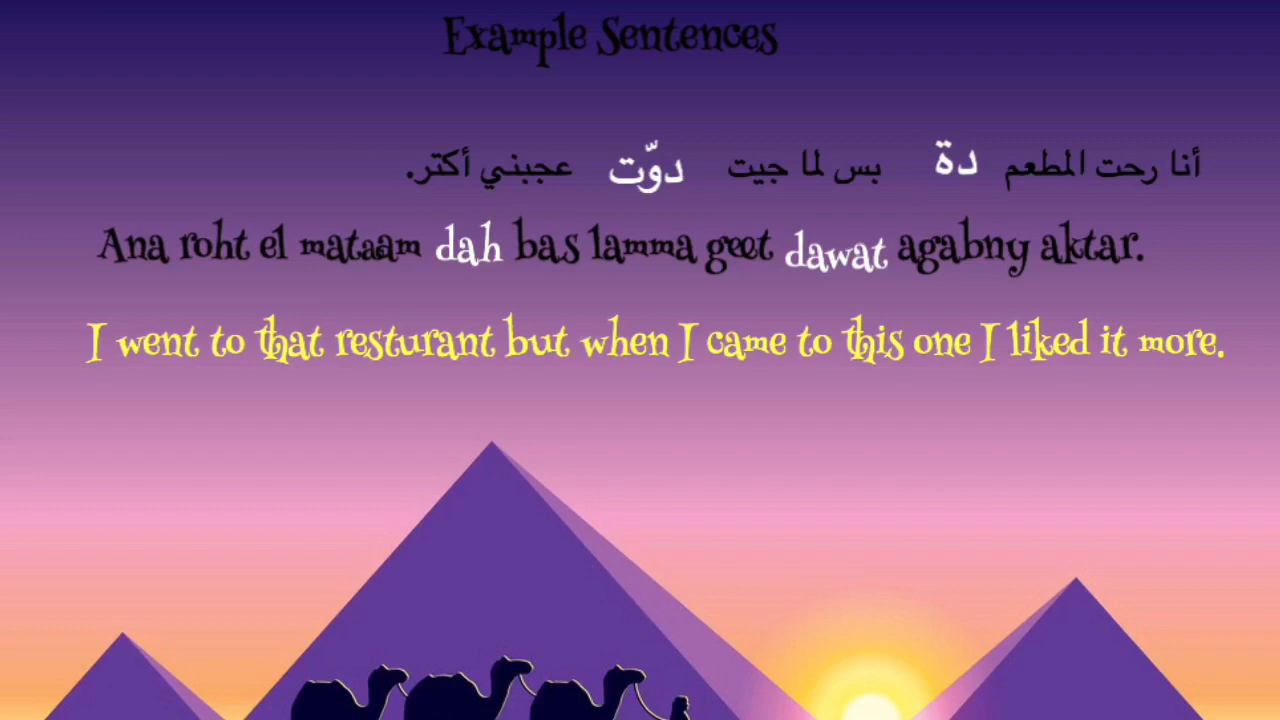 Example Sentences
أنا رحت المطعم دة بس لما جيت دوّت عجبني أكتر.
Ana roht el mataam dah bas lamma geet dawat agabny aktar.
I went to that resturant but when I came to this one I liked it more.